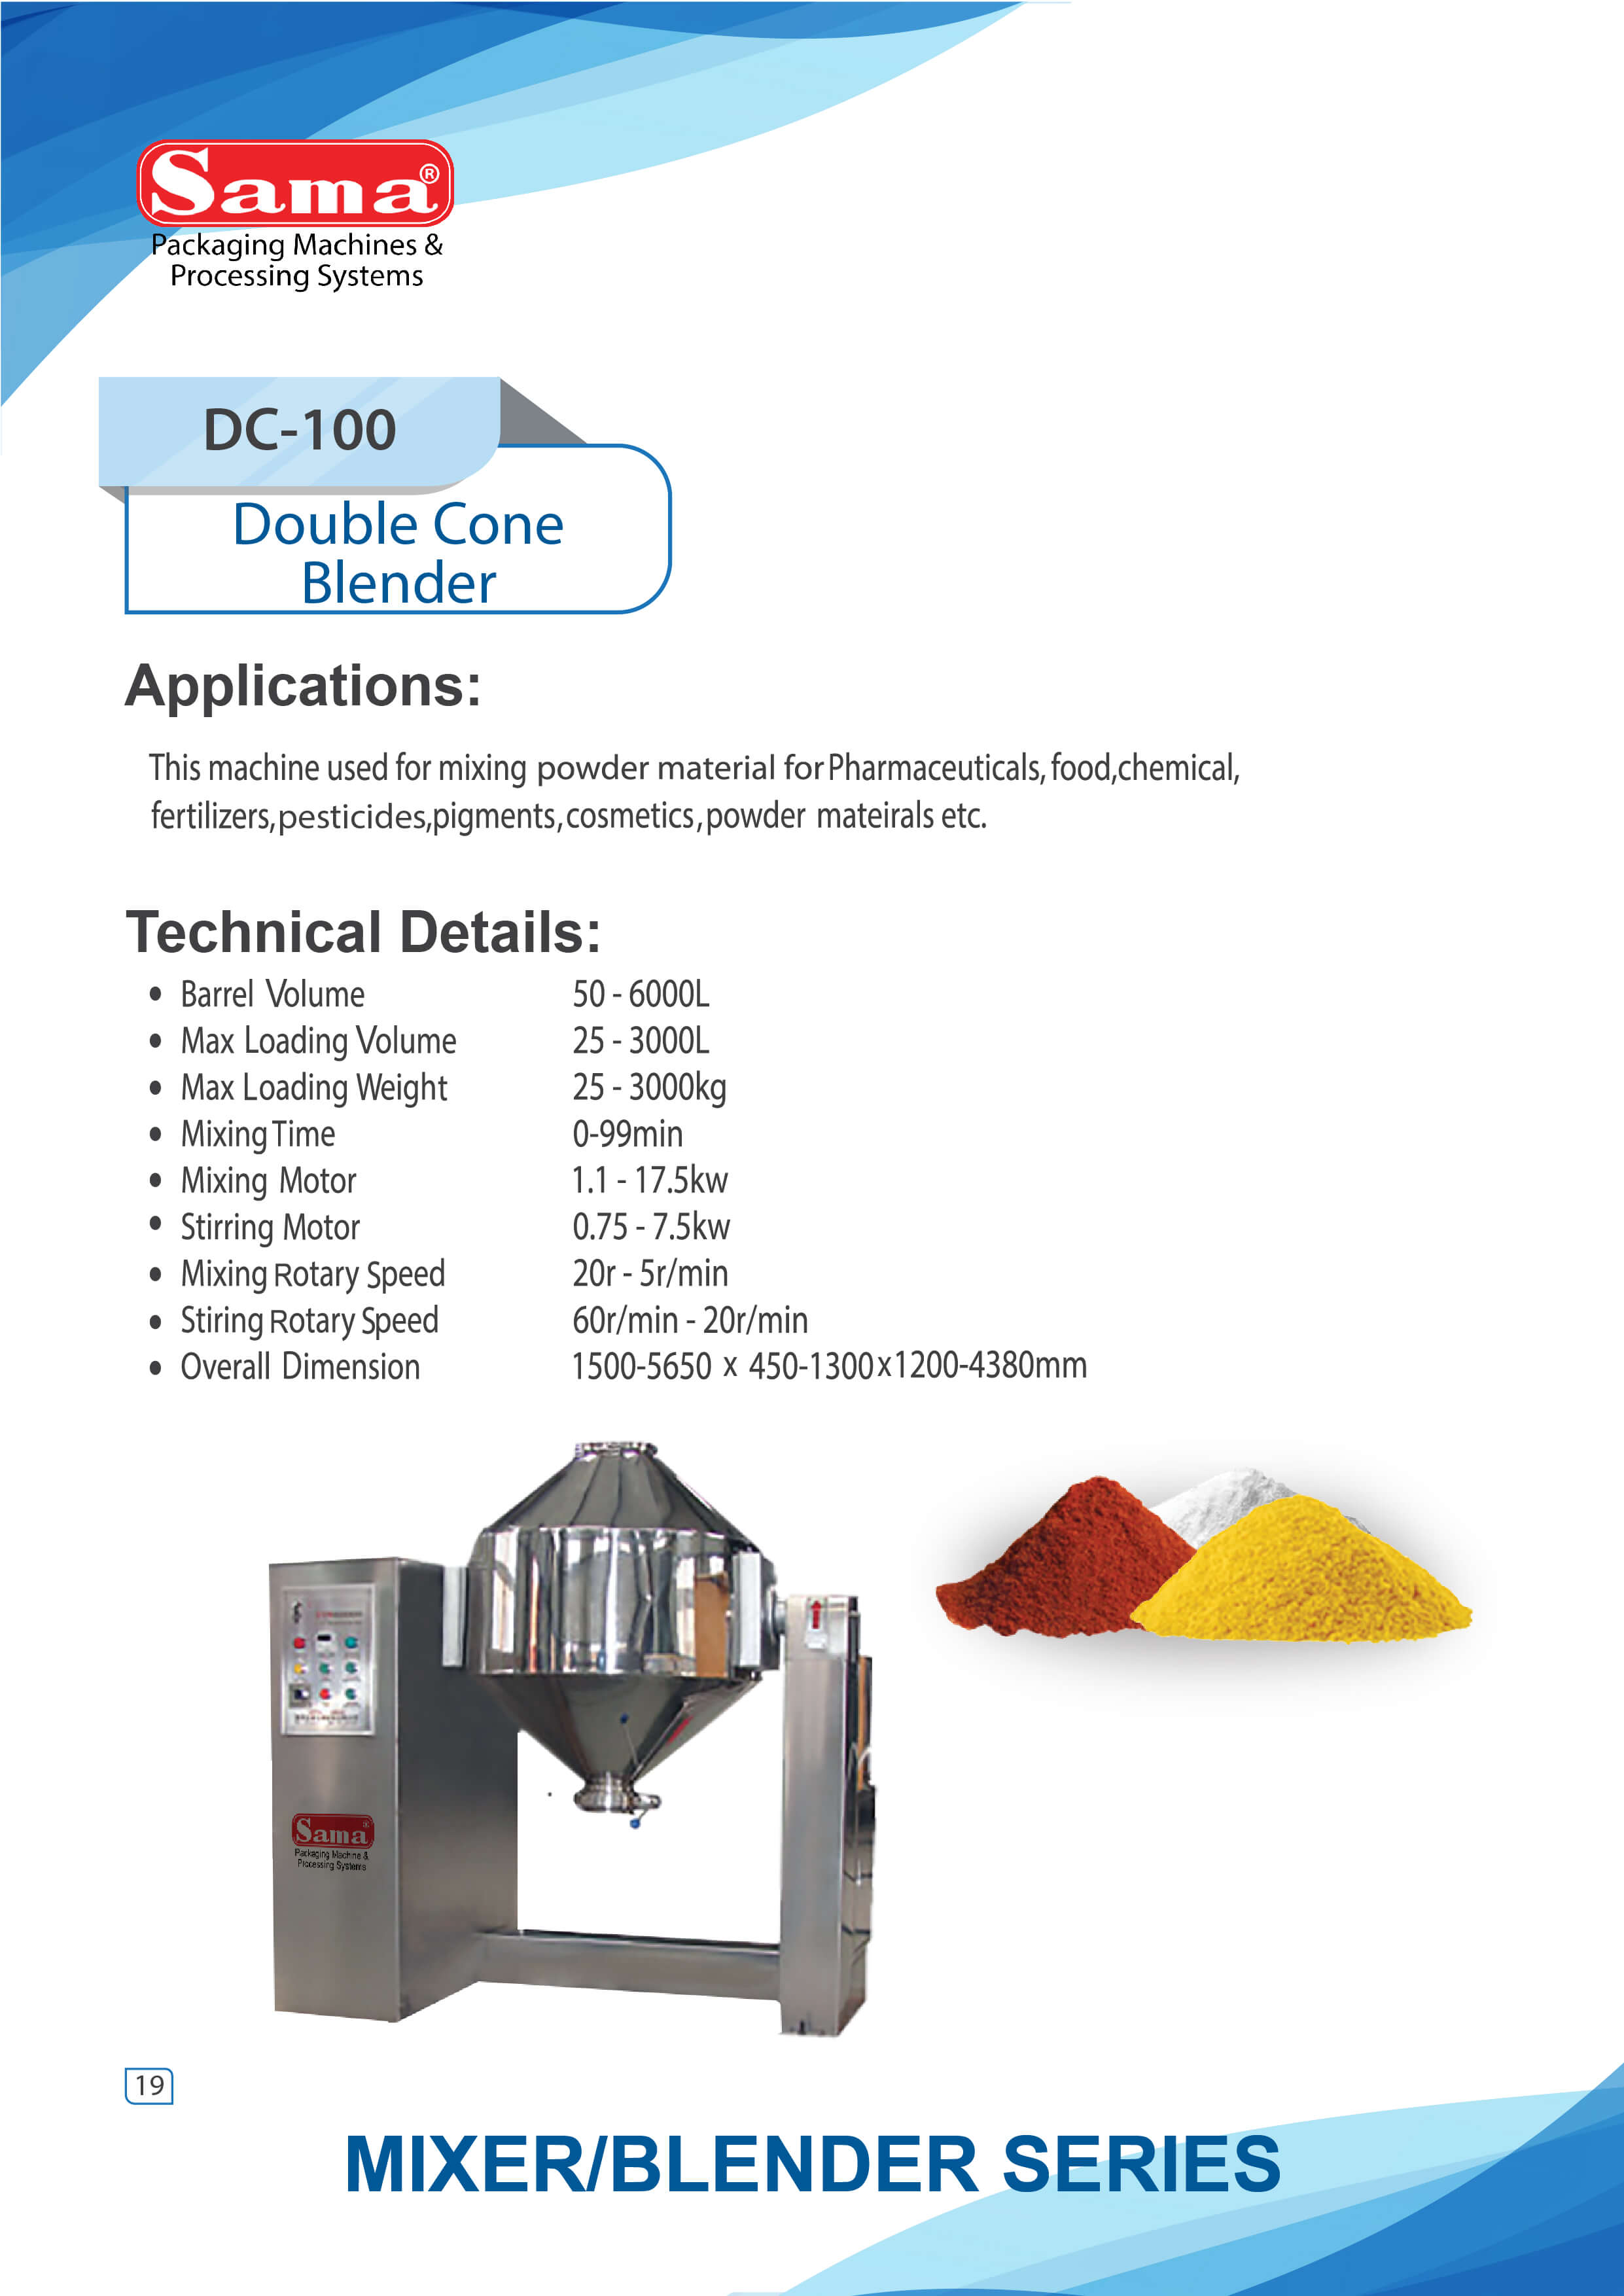 Sama®
Packaging Machines &
Processing Systems
DC-100
Double Cone
Blender
Applications:
This machine used for mixing powder material for Pharmaceuticals, food,chemical,
fertilizers,pesticides,pigments,cosmetics,powder mateirals etc.
Technical Details:
• Barrel Volume 50 - 6000L
• Max Loading Volume 25 - 3000L
• Max Loading Weight 25 - 3000kg
• Mixing Time 0-99min
• Mixing Motor 1.1 - 17.5kw
• Stirring Motor 0.75 - 7.5kw
• Mixing Rotary Speed 20r - 5r/min
• Stiring Rotary Speed 60r/min - 20r/min
• Overall Dimension 1500-5650 x 450-1300x1200-4380mm
Sama®
Packaging Machine &
Processing Systems
19
MIXER/BLENDER SERIES